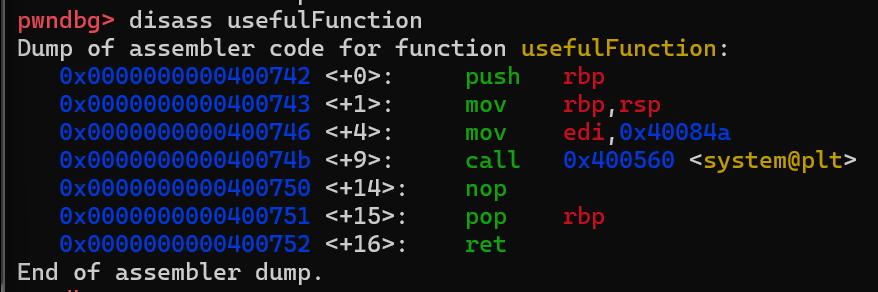 pwndbg> disass usefulFunction
Dump of assembler code for function usefulFunction:
   0x0000000000400742 <+0>:     push   rbp
   0x0000000000400743 <+1>:     mov    rbp,rsp
   0x0000000000400746 <+4>:     mov    edi,0x40084a
   0x000000000040074b <+9>:     call   0x400560 <system@plt>
   0x0000000000400750 <+14>:    nop
   0x0000000000400751 <+15>:    pop    rbp
   0x0000000000400752 <+16>:    ret
End of assembler dump.